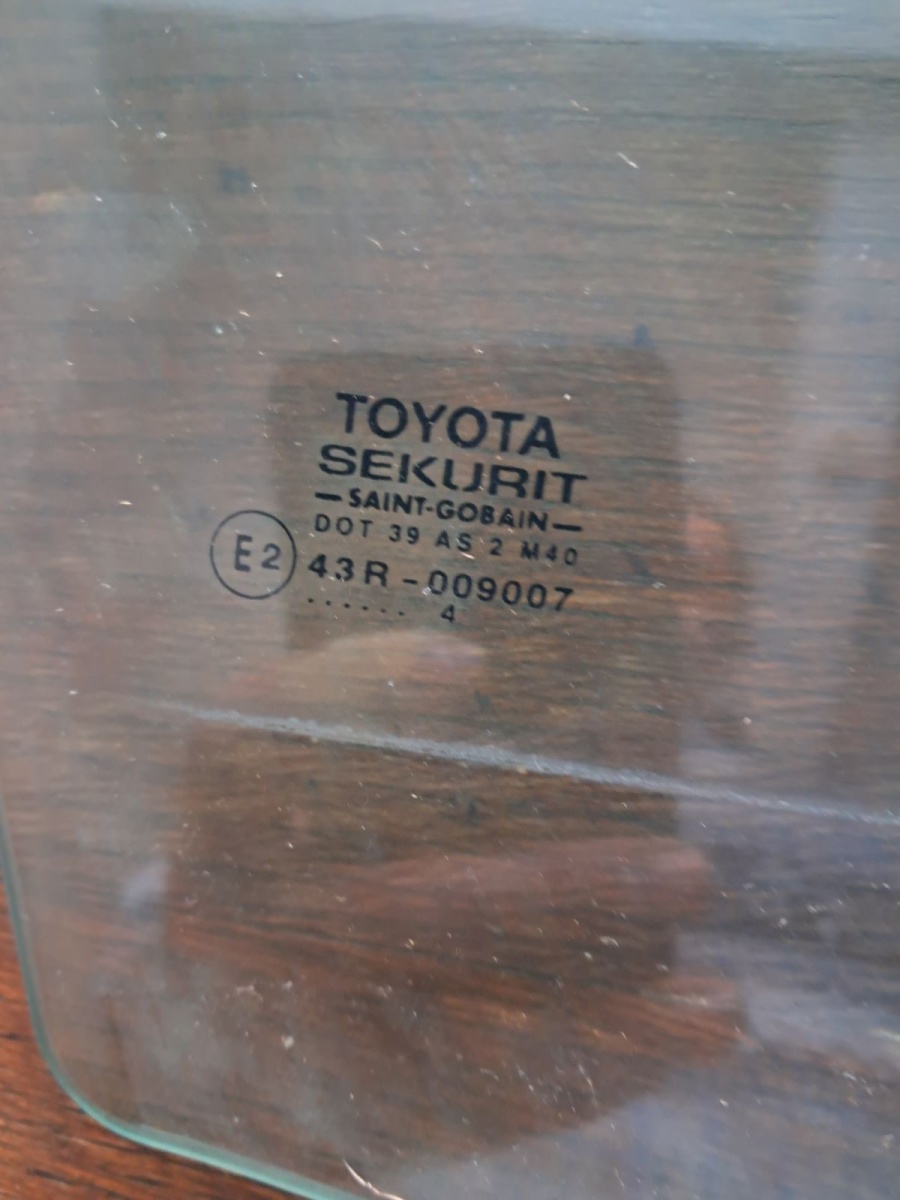 TOYOTA
SEKURIT
—SAINT-GOBAIN—
DOT 39 AS 2 M40
E2 43R-009007
...... 4